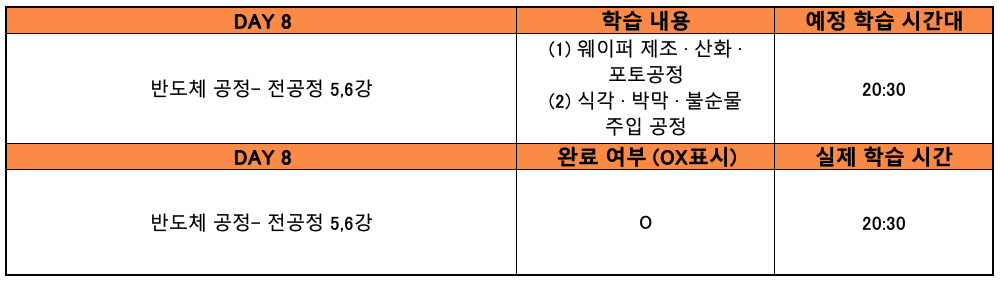 DAY 8 학습 내용 예정 학습 시간대
반도체 공정- 전공정 5,6강
(1) 웨이퍼 제조 · 산화 ·
포토공정
(2) 식각 · 박막 · 불순물
주입 공정
20:30
DAY 8 완료 여부 (OX표시) 실제 학습 시간
반도체 공정- 전공정 5,6강 O 20:30